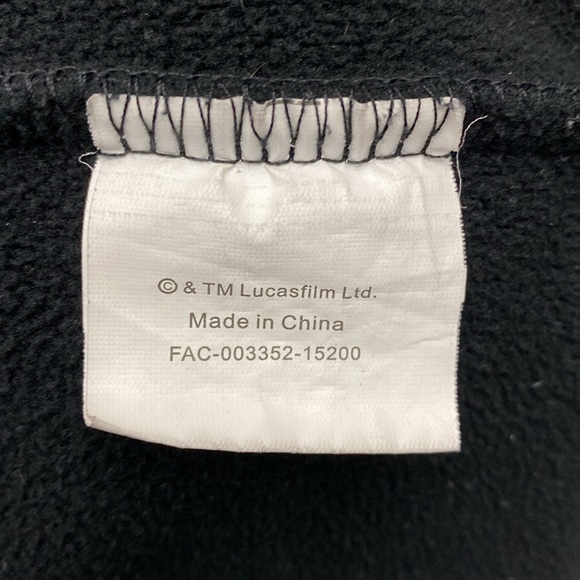 © & TM Lucasfilm Ltd.
Made in China
FAC-003352-15200